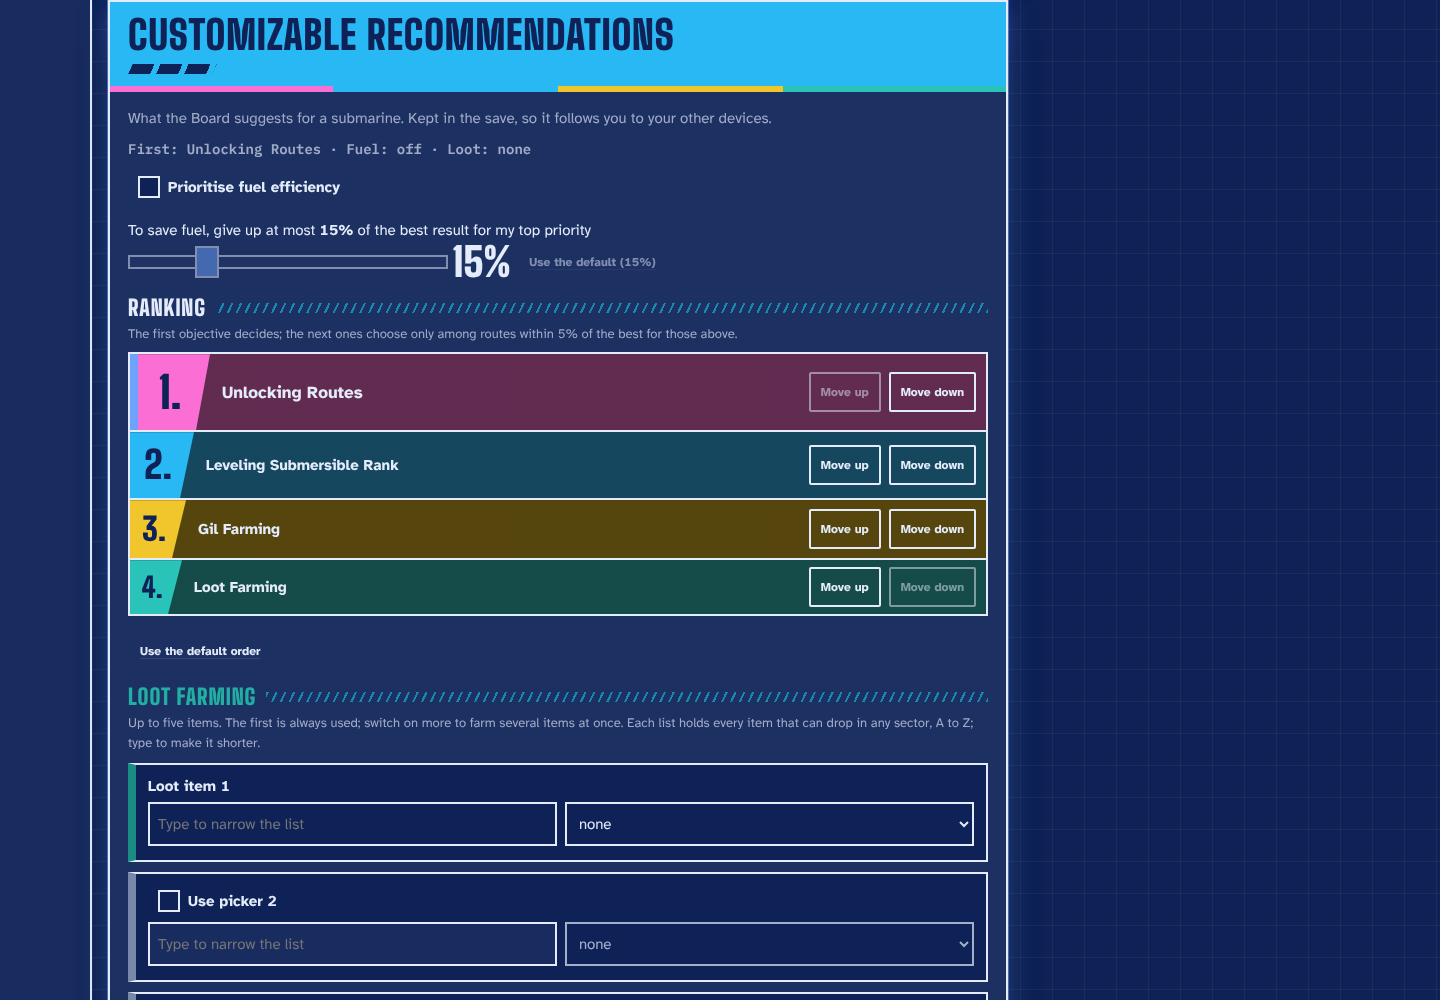 CUSTOMIZABLE RECOMMENDATIONS
What the Board suggests for a submarine. Kept in the save, so it follows you to your other devices.
First: Unlocking Routes · Fuel: off · Loot: none
Prioritise fuel efficiency
To save fuel, give up at most 15% of the best result for my top priority
15% Use the default (15%)
RANKING
The first objective decides; the next ones choose only among routes within 5% of the best for those above.
1. Unlocking Routes Move up Move down
2. Leveling Submersible Rank Move up Move down
3. Gil Farming Move up Move down
4. Loot Farming Move up Move down
Use the default order
LOOT FARMING
Up to five items. The first is always used; switch on more to farm several items at once. Each list holds every item that can drop in any sector, A to Z;
type to make it shorter.
Loot item 1
Type to narrow the list none
Use picker 2
Type to narrow the list none